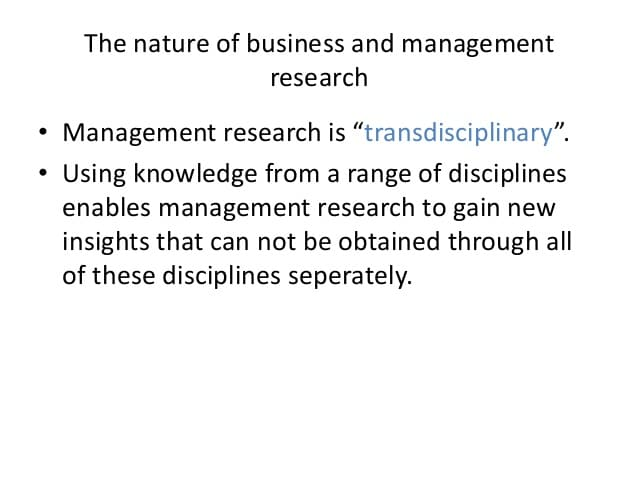 The nature of business and management
research
• Management research is “transdisciplinary”.
• Using knowledge from a range of disciplines
enables management research to gain new
insights that can not be obtained through all
of these disciplines seperately.